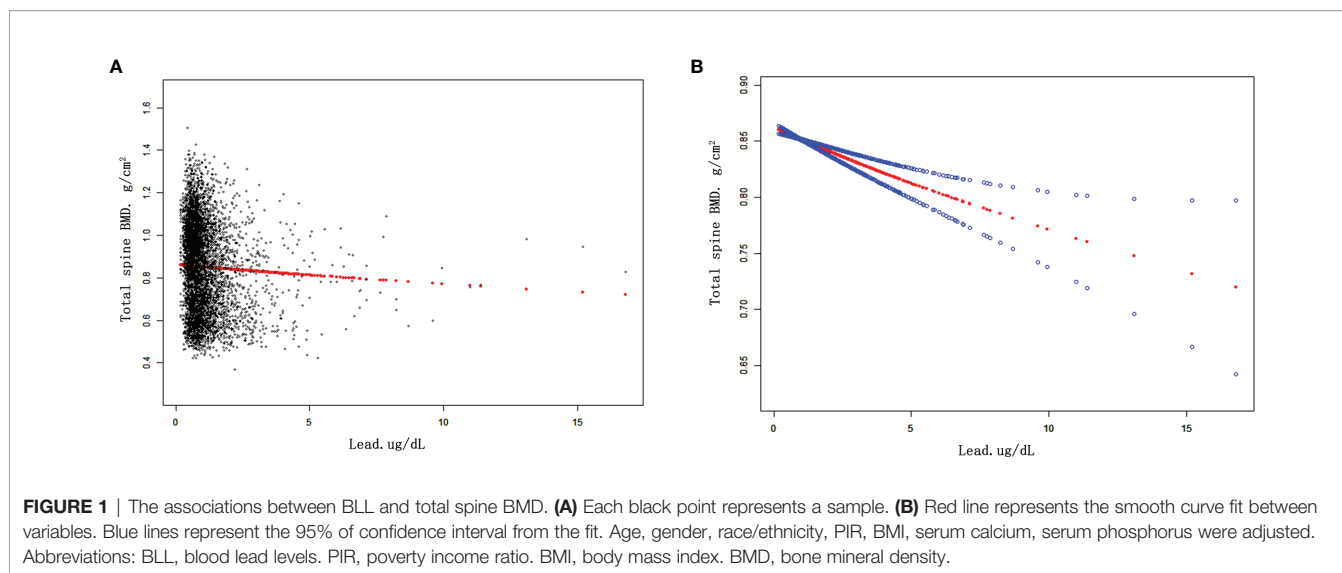 A
B
Total spine BMD. g/cm²
1.6
1.4
1.2
1.0
0.8
0.6
0.4
0
5
10
15
Lead. ug/dL
Total spine BMD. g/cm²
0.90
0.85
0.80
0.75
0.70
0.65
0
5
10
15
Lead. ug/dL
FIGURE 1 | The associations between BLL and total spine BMD. (A) Each black point represents a sample. (B) Red line represents the smooth curve fit between
variables. Blue lines represent the 95% of confidence interval from the fit. Age, gender, race/ethnicity, PIR, BMI, serum calcium, serum phosphorus were adjusted.
Abbreviations: BLL, blood lead levels. PIR, poverty income ratio. BMI, body mass index. BMD, bone mineral density.